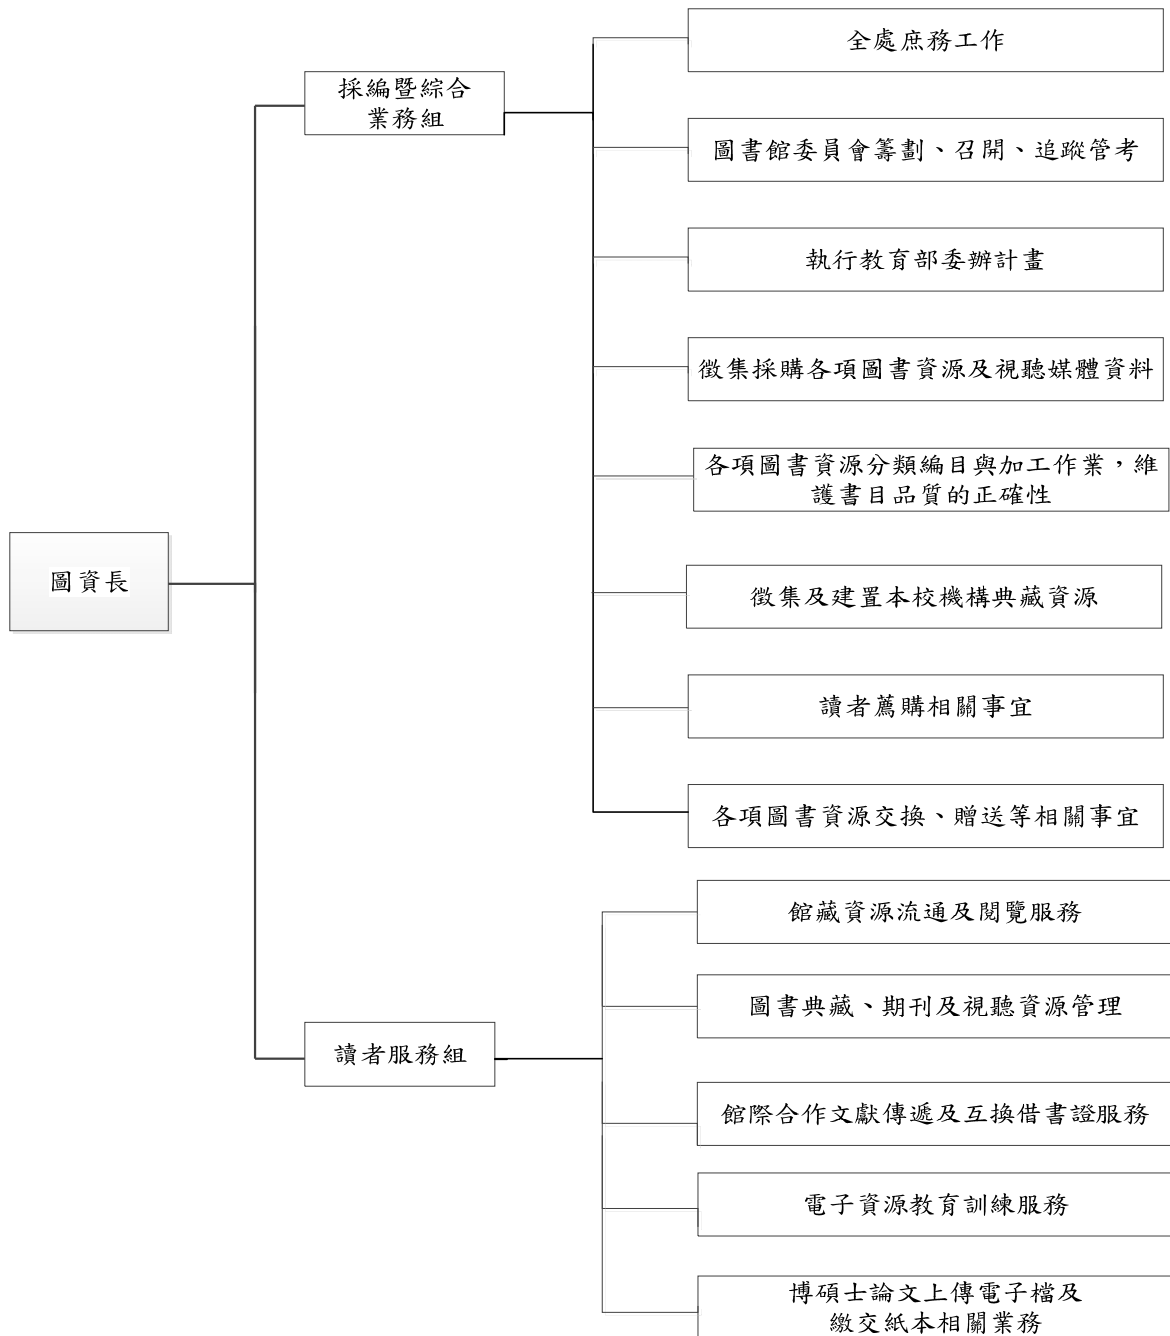 圖資長
採編暨綜合
業務組
全處庶務工作
圖書館委員會籌劃、召開、追蹤管考
執行教育部委辦計畫
徵集採購各項圖書資源及視聽媒體資料
各項圖書資源分類編目與加工作業，維
護書目品質的正確性
徵集及建置本校機構典藏資源
讀者薦購相關事宜
各項圖書資源交換、贈送等相關事宜
讀者服務組
館藏資源流通及閱覽服務
圖書典藏、期刊及視聽資源管理
館際合作文獻傳遞及互換借書證服務
電子資源教育訓練服務
博碩士論文上傳電子檔及
繳交紙本相關業務